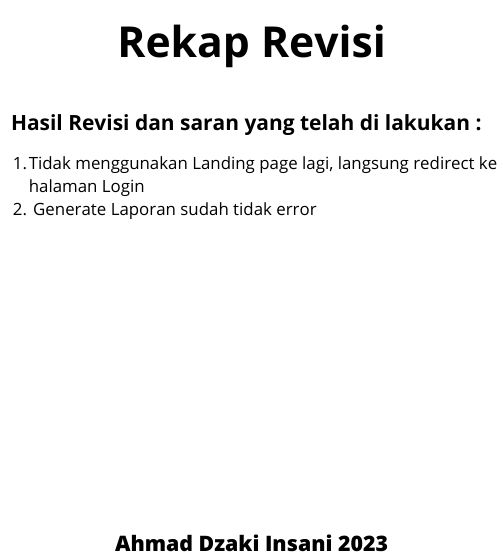 Rekap Revisi
Hasil Revisi dan saran yang telah di lakukan :
1. Tidak menggunakan Landing page lagi, langsung redirect ke
halaman Login
2. Generate Laporan sudah tidak error
Ahmad Dzaki Insani 2023